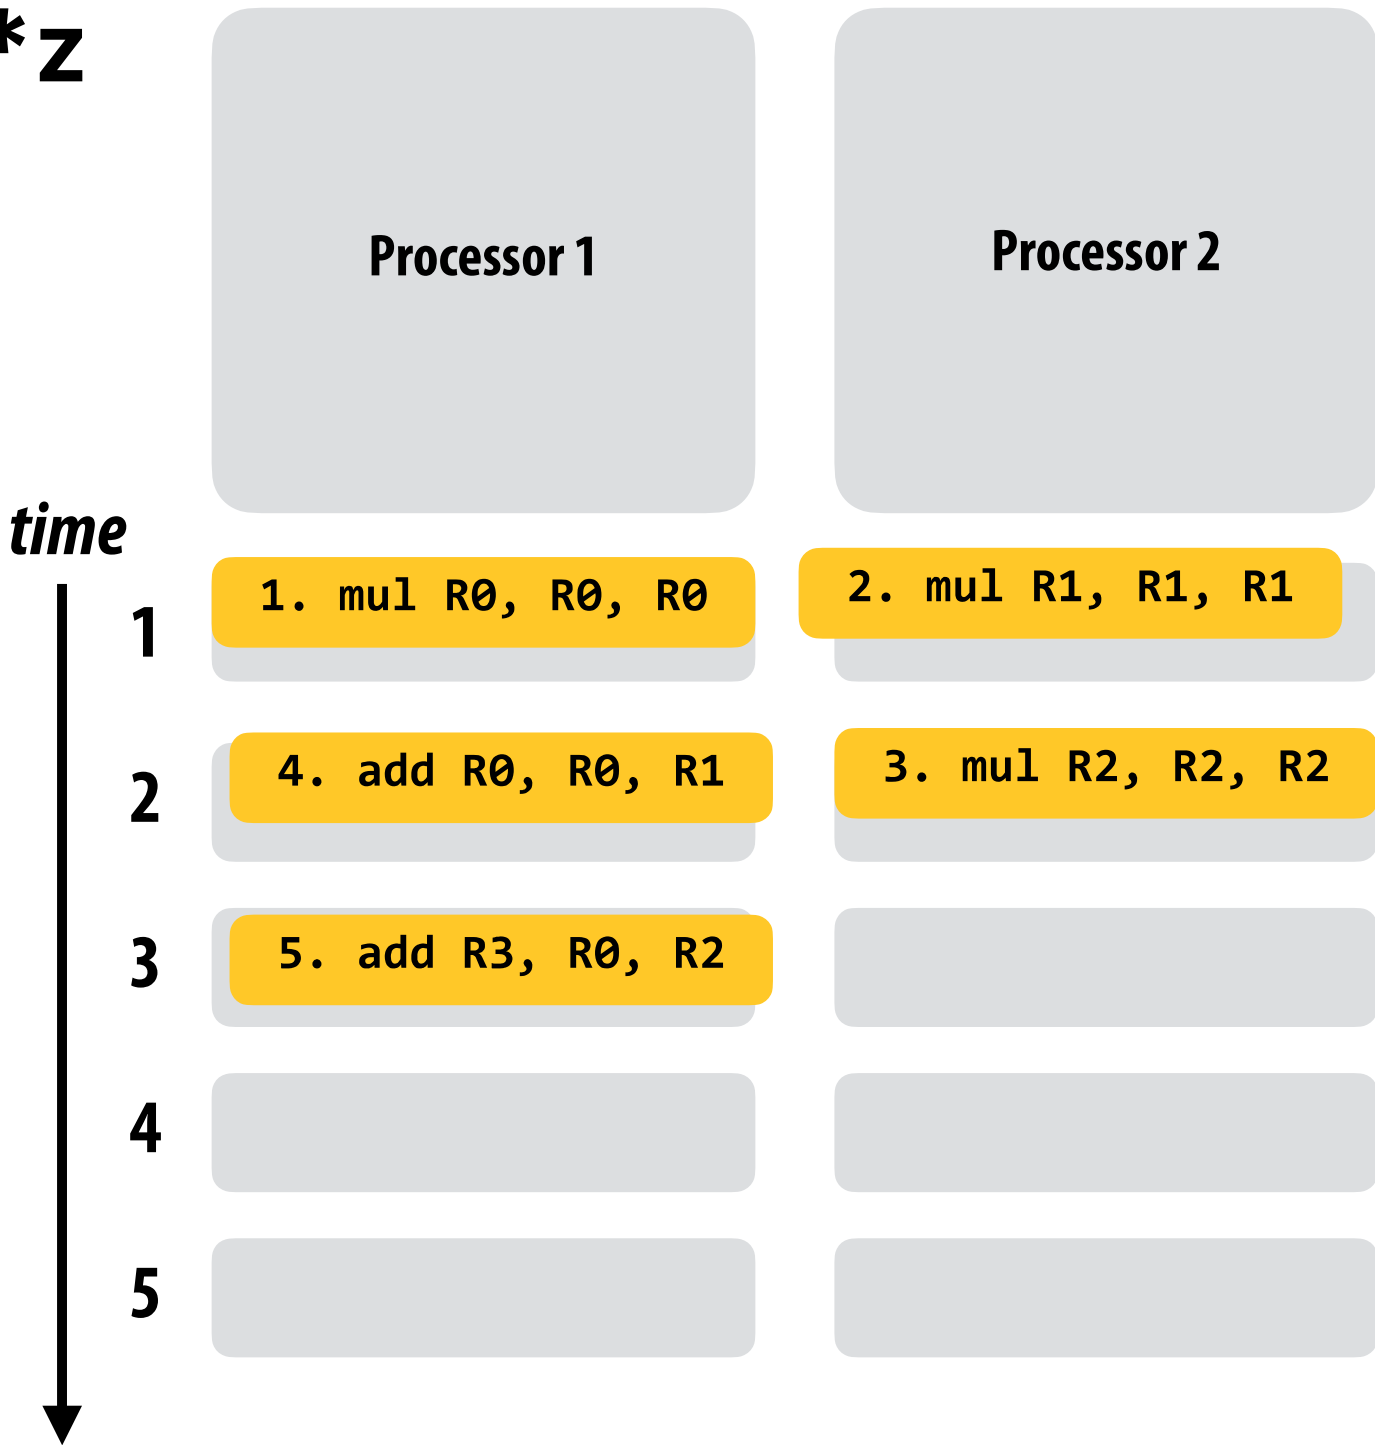 *z
Processor 1
Processor 2
time
1
1. mul R0, R0, R0
2. mul R1, R1, R1
2
4. add R0, R0, R1
3. mul R2, R2, R2
3
5. add R3, R0, R2
4
5